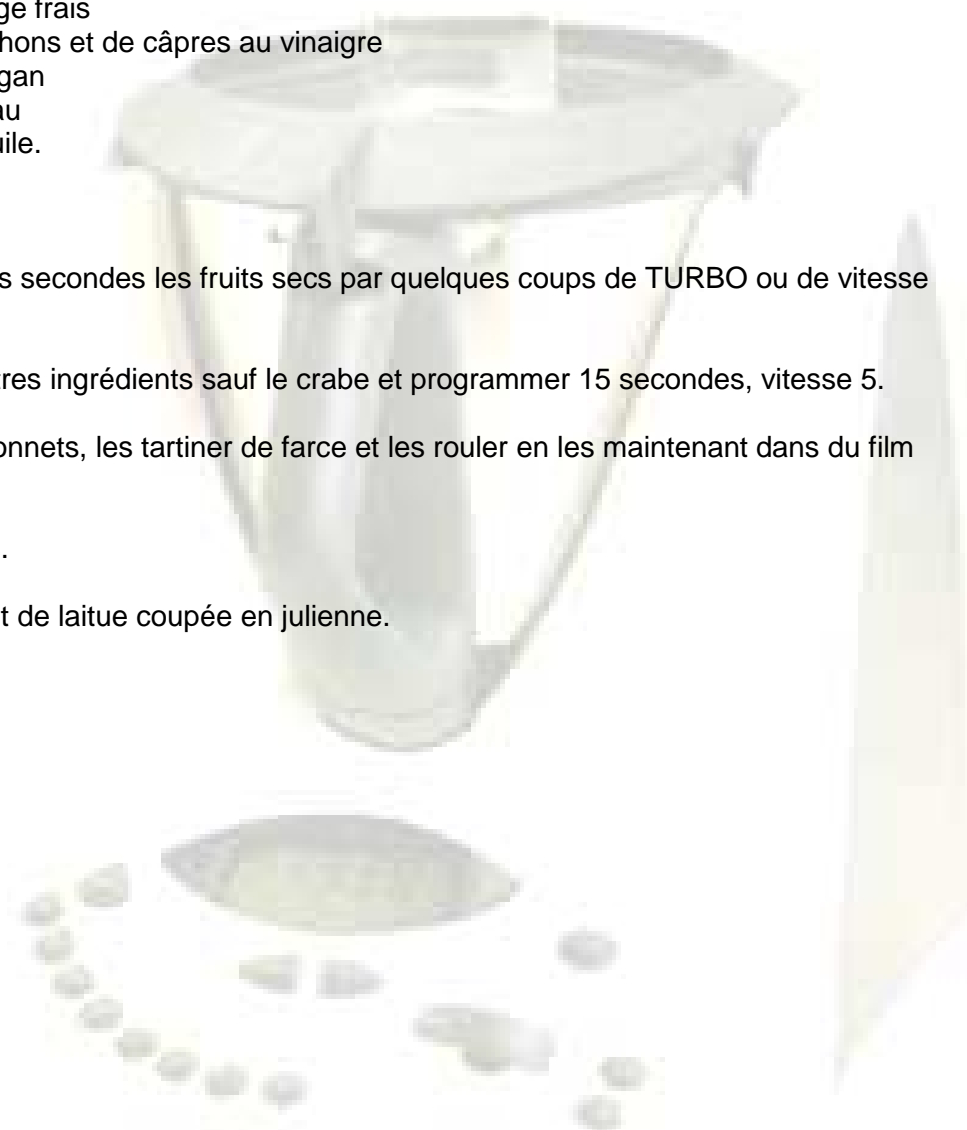 ge frais
hons et de câpres au vinaigre
gan
au
uile.
s secondes les fruits secs par quelques coups de TURBO ou de vitesse
tres ingrédients sauf le crabe et programmer 15 secondes, vitesse 5.
onnets, les tartiner de farce et les rouler en les maintenant dans du film
.
t de laitue coupée en julienne.